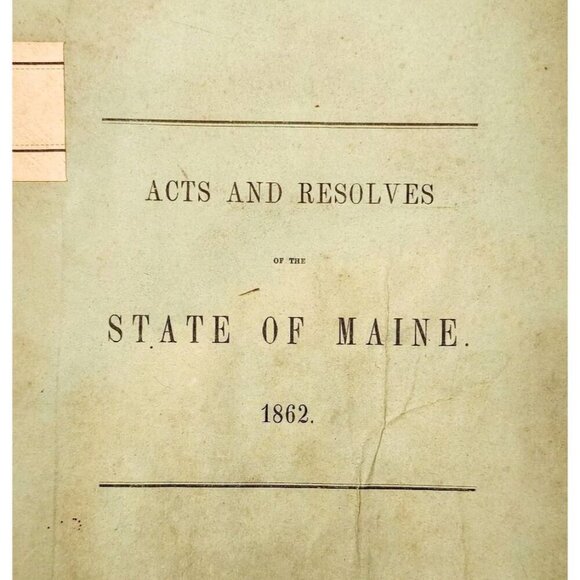 ACTS AND RESOLVES
OF THE
STATE OF MAINE.
1862.